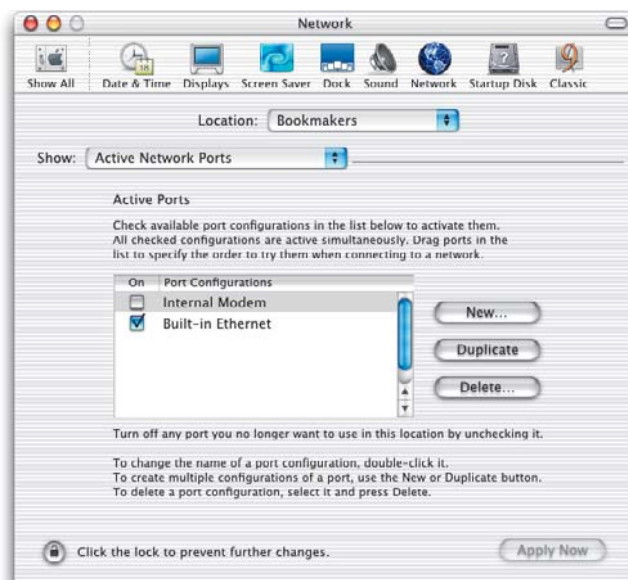 Network
Show All Date & Time Displays Screen Saver Dock Sound Network Startup Disk Classic
Location: Bookmakers
Show: Active Network Ports
Active Ports
Check available port configurations in the list below to activate them.
All checked configurations are active simultaneously. Drag ports in the
list to specify the order to try them when connecting to a network.
On Port Configurations
Internal Modem
Built-in Ethernet
New...
Duplicate
Delete...
Turn off any port you no longer want to use in this location by unchecking it.
To change the name of a port configuration, double-click it.
To create multiple configurations of a port, use the New or Duplicate button.
To delete a port configuration, select it and press Delete.
Click the lock to prevent further changes.
Apply Now